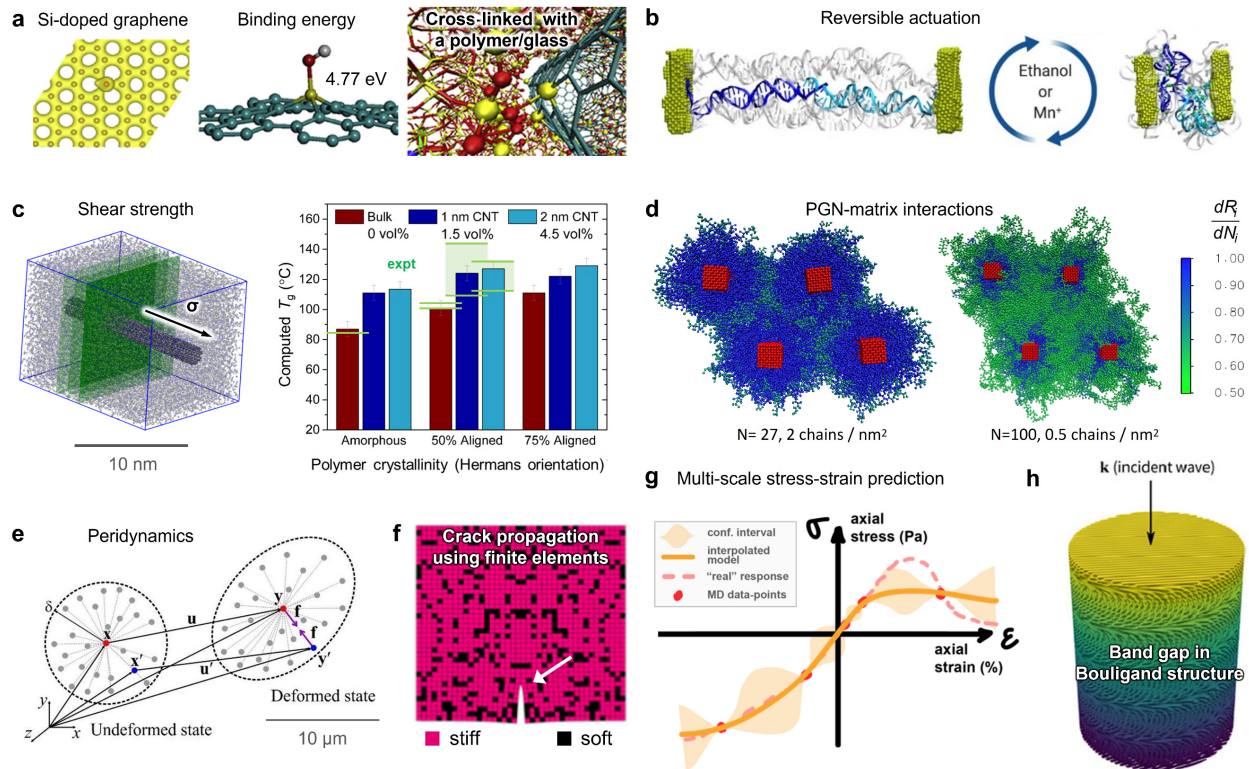 a
Si-doped graphene
Binding energy
4.77 eV
Cross-linked with
a polymer/glass
b
Reversible actuation
Ethanol
or
Mn⁺
c
Shear strength
σ
10 nm
Computed Tg (°C)
160
140
120
100
80
60
40
20
Bulk
0 vol%
1 nm CNT
1.5 vol%
2 nm CNT
4.5 vol%
expt
Amorphous
50% Aligned
75% Aligned
Polymer crystallinity (Hermans orientation)
d
PGN-matrix interactions
dRi
dNi
1.00
0.90
0.80
0.70
0.60
0.50
N= 27, 2 chains / nm²
N=100, 0.5 chains / nm²
e
Peridynamics
δ
x
x'
u
u'
y
f
f
y'
y
z
x
Undeformed state
Deformed state
10 μm
f
Crack propagation
using finite elements
stiff
soft
g
Multi-scale stress-strain prediction
conf. interval
interpolated
model
“real” response
MD data-points
σ
axial
stress (Pa)
ε
axial
strain (%)
h
k (incident wave)
Band gap in
Bouligand structure